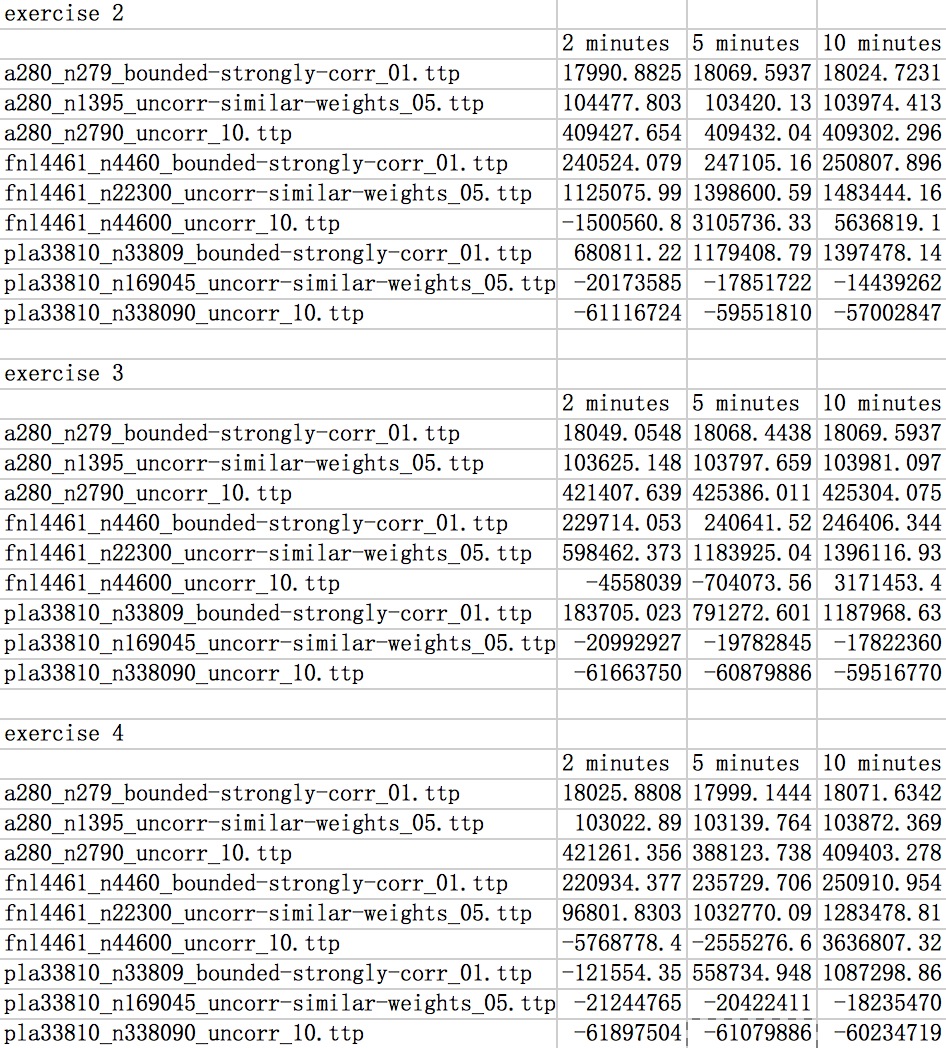 exercise 2
2 minutes 5 minutes 10 minutes
a280_n279_bounded-strongly-corr_01.ttp 17990.8825 18069.5937 18024.7231
a280_n1395_uncorr-similar-weights_05.ttp 104477.803 103420.13 103974.413
a280_n2790_uncorr_10.ttp 409427.654 409432.04 409302.296
fnl4461_n4460_bounded-strongly-corr_01.ttp 240524.079 247105.16 250807.896
fnl4461_n22300_uncorr-similar-weights_05.ttp 1125075.99 1398600.59 1483444.16
fnl4461_n44600_uncorr_10.ttp -1500560.8 3105736.33 5636819.1
pla33810_n33809_bounded-strongly-corr_01.ttp 680811.22 1179408.79 1397478.14
pla33810_n169045_uncorr-similar-weights_05.ttp -20173585 -17851722 -14439262
pla33810_n338090_uncorr_10.ttp -61116724 -59551810 -57002847
exercise 3
2 minutes 5 minutes 10 minutes
a280_n279_bounded-strongly-corr_01.ttp 18049.0548 18068.4438 18069.5937
a280_n1395_uncorr-similar-weights_05.ttp 103625.148 103797.659 103981.097
a280_n2790_uncorr_10.ttp 421407.639 425386.011 425304.075
fnl4461_n4460_bounded-strongly-corr_01.ttp 229714.053 240641.52 246406.344
fnl4461_n22300_uncorr-similar-weights_05.ttp 598462.373 1183925.04 1396116.93
fnl4461_n44600_uncorr_10.ttp -4558039 -704073.56 3171453.4
pla33810_n33809_bounded-strongly-corr_01.ttp 183705.023 791272.601 1187968.63
pla33810_n169045_uncorr-similar-weights_05.ttp -20992927 -19782845 -17822360
pla33810_n338090_uncorr_10.ttp -61663750 -60879886 -59516770
exercise 4
2 minutes 5 minutes 10 minutes
a280_n279_bounded-strongly-corr_01.ttp 18025.8808 17999.1444 18071.6342
a280_n1395_uncorr-similar-weights_05.ttp 103022.89 103139.764 103872.369
a280_n2790_uncorr_10.ttp 421261.356 388123.738 409403.278
fnl4461_n4460_bounded-strongly-corr_01.ttp 220934.377 235729.706 250910.954
fnl4461_n22300_uncorr-similar-weights_05.ttp 96801.8303 1032770.09 1283478.81
fnl4461_n44600_uncorr_10.ttp -5768778.4 -2555276.6 3636807.32
pla33810_n33809_bounded-strongly-corr_01.ttp -121554.35 558734.948 1087298.86
pla33810_n169045_uncorr-similar-weights_05.ttp -21244765 -20422411 -18235470
pla33810_n338090_uncorr_10.ttp -61897504 -61079886 -60234719